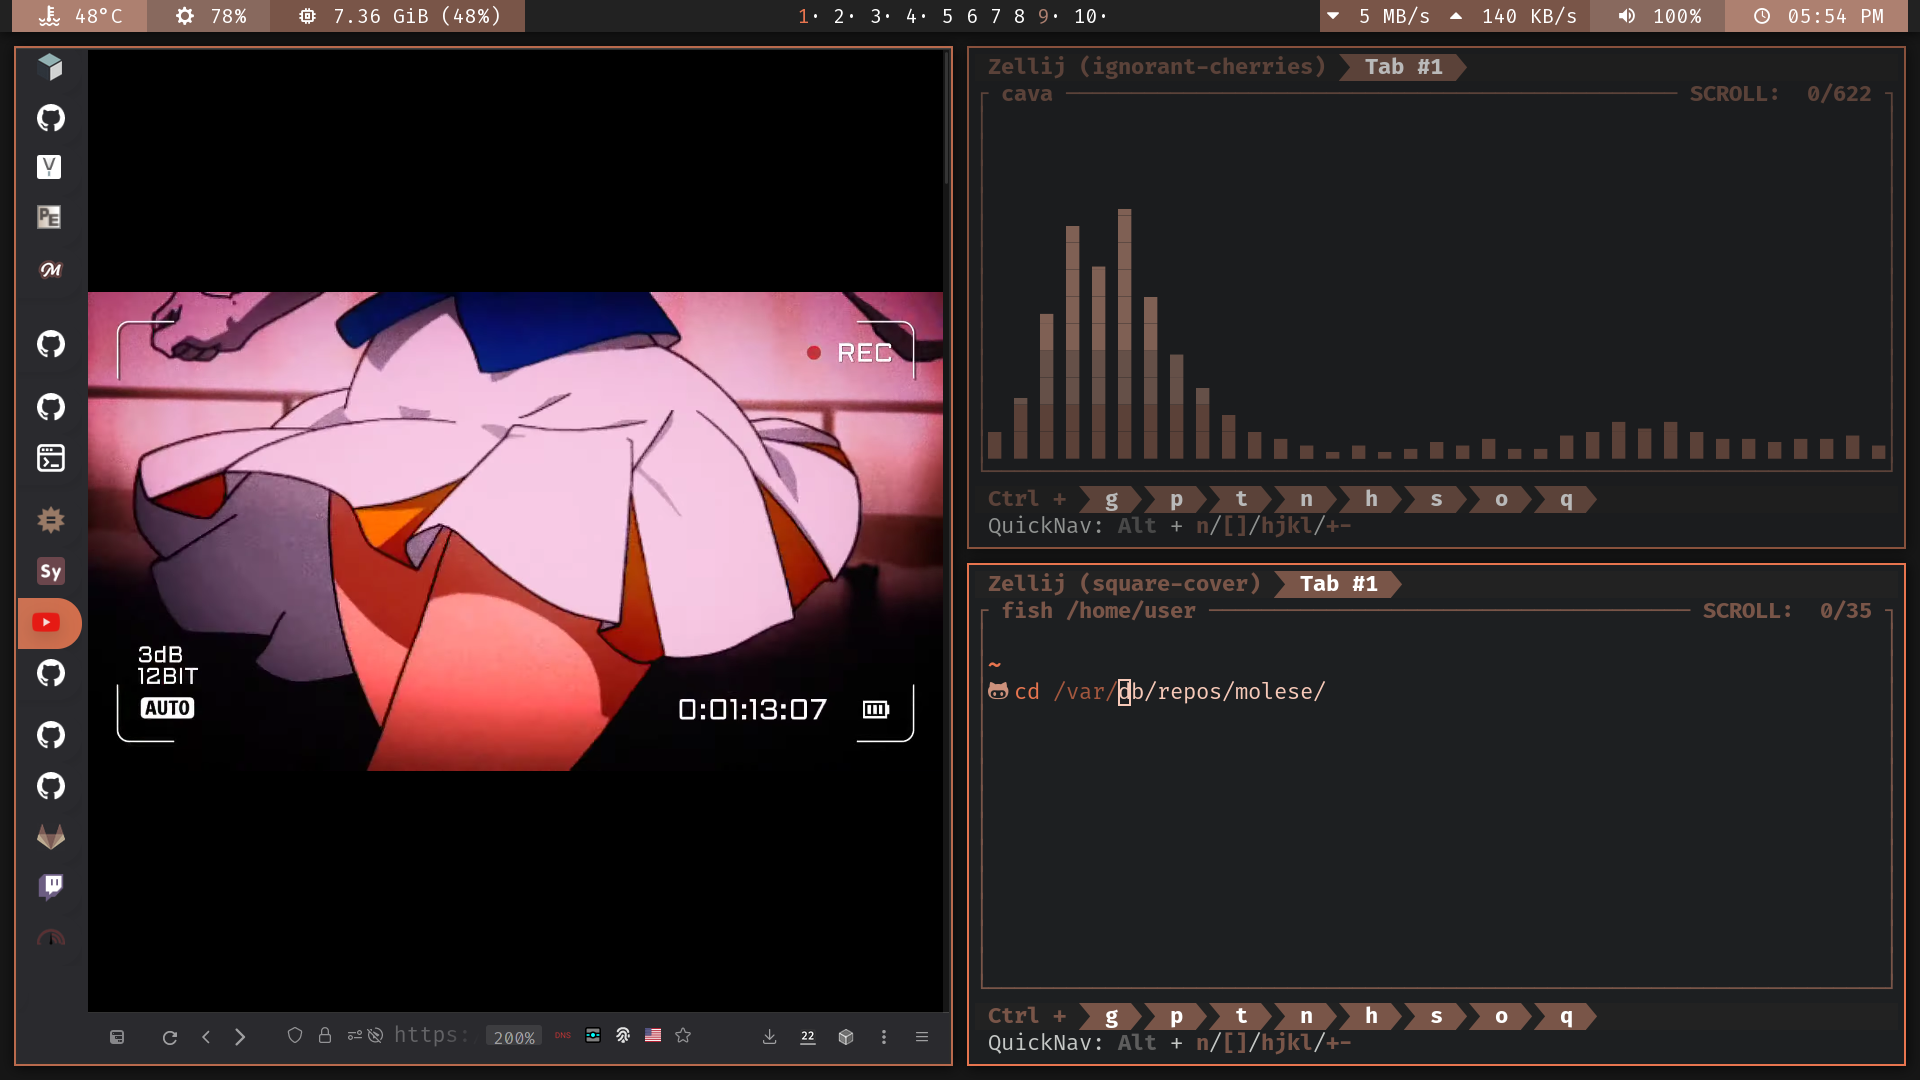 48°C 78% 7.36 GiB (48%) 1· 2· 3· 4· 5 6 7 8 9· 10· 5 MB/s 140 KB/s 100% 05:54 PM
V
PE
M
Sy
REC
3dB
12BIT
AUTO
0:01:13:07
https:
200%
DNS
22
Zellij (ignorant-cherries) Tab #1
cava SCROLL: 0/622
Ctrl + g p t n h s o q
QuickNav: Alt + n/[]/hjkl/+-
Zellij (square-cover) Tab #1
fish /home/user SCROLL: 0/35
~
cd /var/db/repos/molese/
Ctrl + g p t n h s o q
QuickNav: Alt + n/[]/hjkl/+-